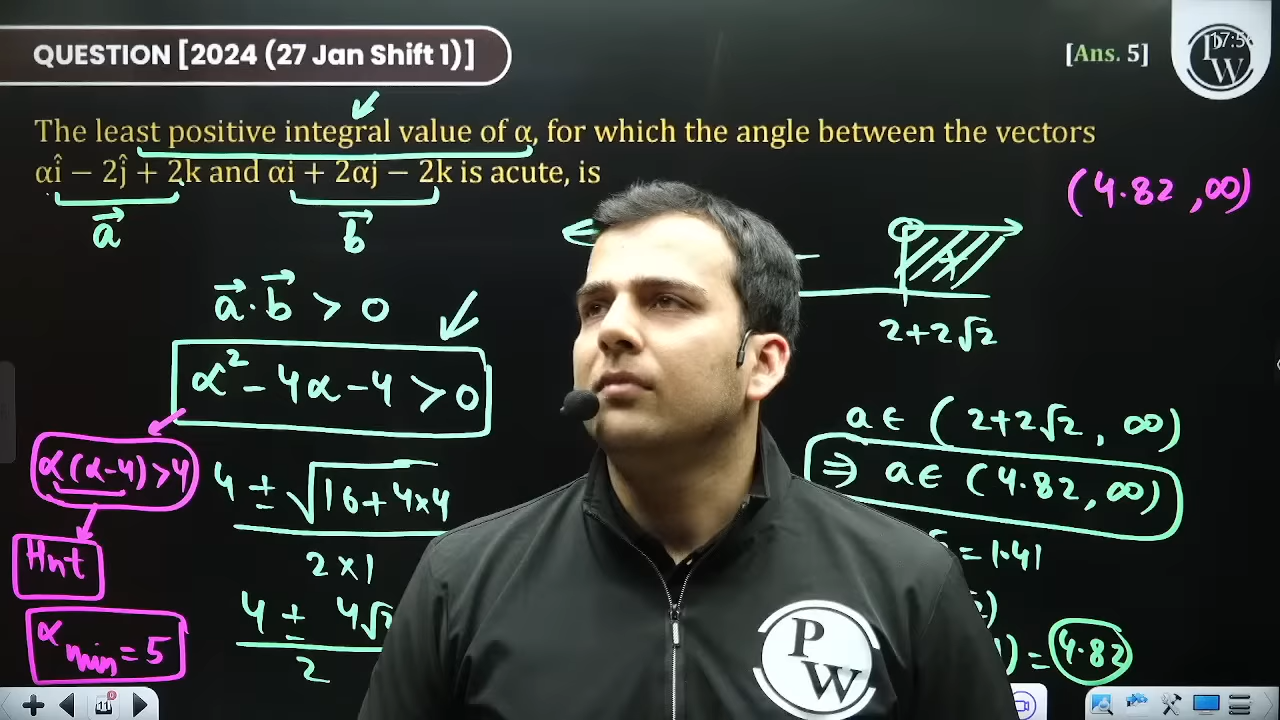 QUESTION [2024 (27 Jan Shift 1)]
[Ans. 5]
The least positive integral value of α, for which the angle between the vectors
αî − 2ĵ + 2k and αi + 2αj − 2k is acute, is
a⃗
b⃗
(4.82, ∞)
a⃗·b⃗ > 0
α² − 4α − 4 > 0
α(α−4) > 4
Hnt
α min = 5
4 ± √16+4×4
2×1
4 ± 4√2
2
2+2√2
a ∈ (2+2√2, ∞)
⇒ a ∈ (4.82, ∞)
= 1.41
) = 4.82
PW
PW